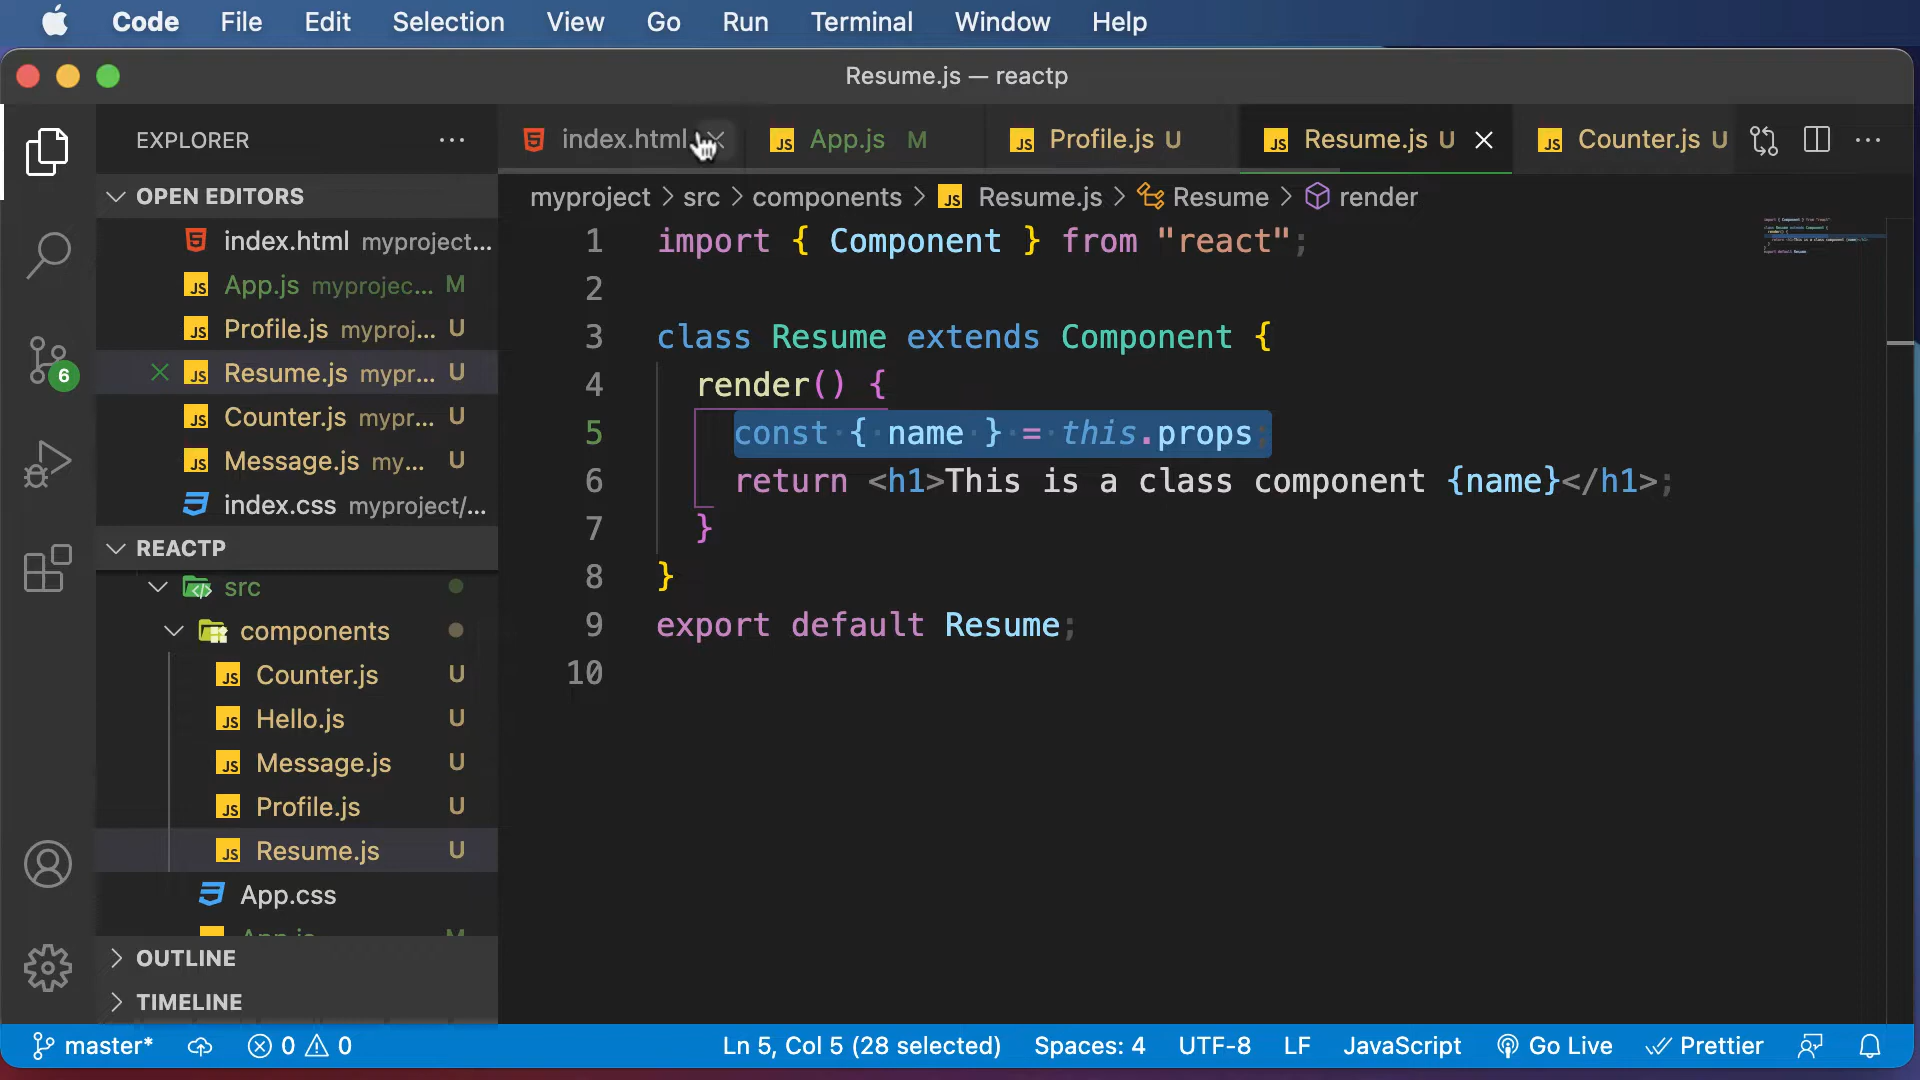 Code File Edit Selection View Go Run Terminal Window Help
Resume.js — reactp
EXPLORER
index.html
App.js M
Profile.js U
Resume.js U
Counter.js U
OPEN EDITORS
myproject > src > components > Resume.js > Resume > render
index.html myproject...
App.js myprojec... M
Profile.js myproj... U
Resume.js mypr... U
Counter.js mypr... U
Message.js my... U
index.css myproject/...
6
REACTP
src
components
Counter.js U
Hello.js U
Message.js U
Profile.js U
Resume.js U
App.css
App.js M
OUTLINE
TIMELINE
1 import { Component } from "react";
2
3 class Resume extends Component {
4 render() {
5 const { name } = this.props;
6 return <h1>This is a class component {name}</h1>;
7 }
8 }
9 export default Resume;
10
master* 0 0 Ln 5, Col 5 (28 selected) Spaces: 4 UTF-8 LF JavaScript Go Live Prettier